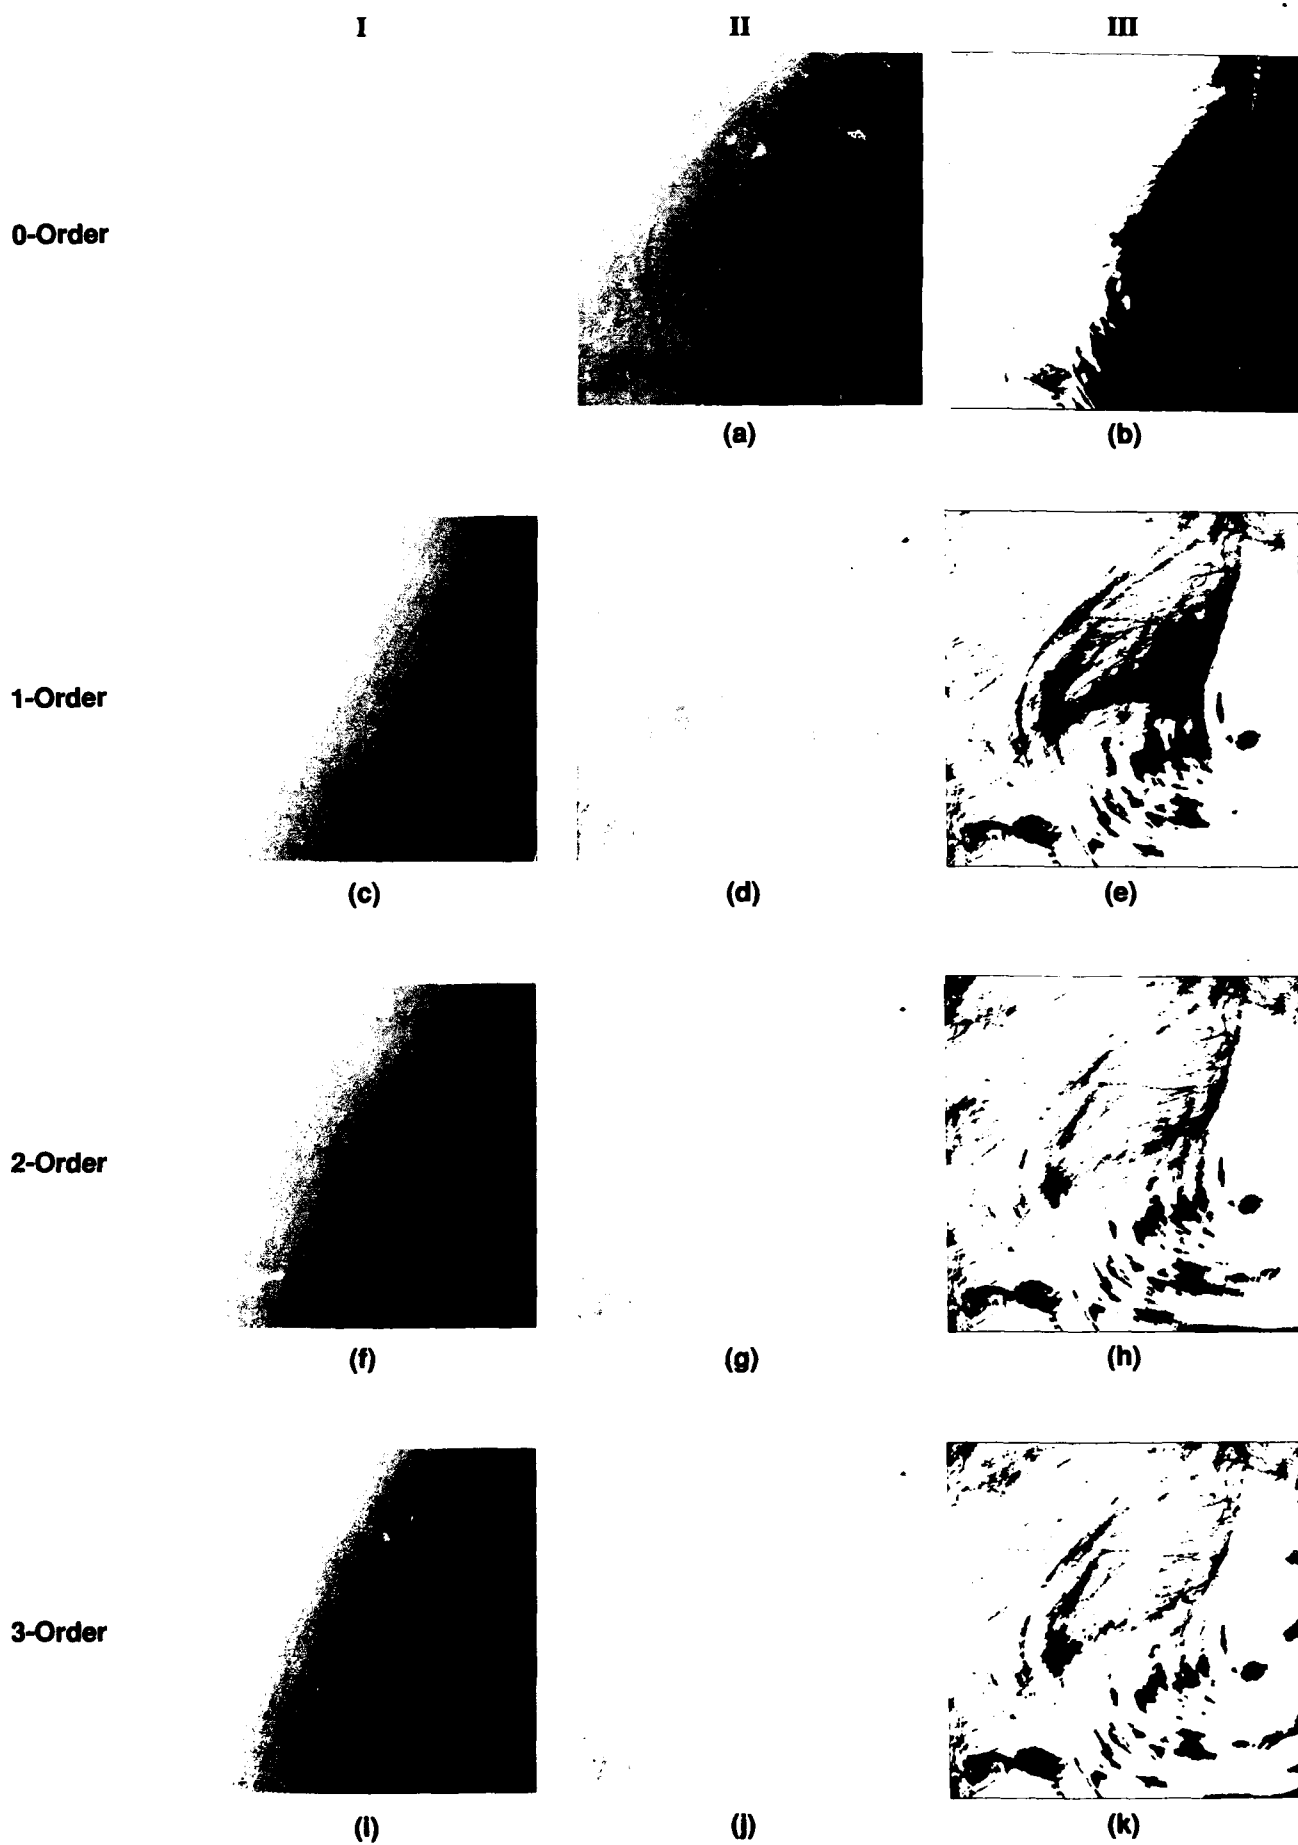 I II III
0-Order
(a) (b)
1-Order
(c) (d) (e)
2-Order
(f) (g) (h)
3-Order
(i) (j) (k)